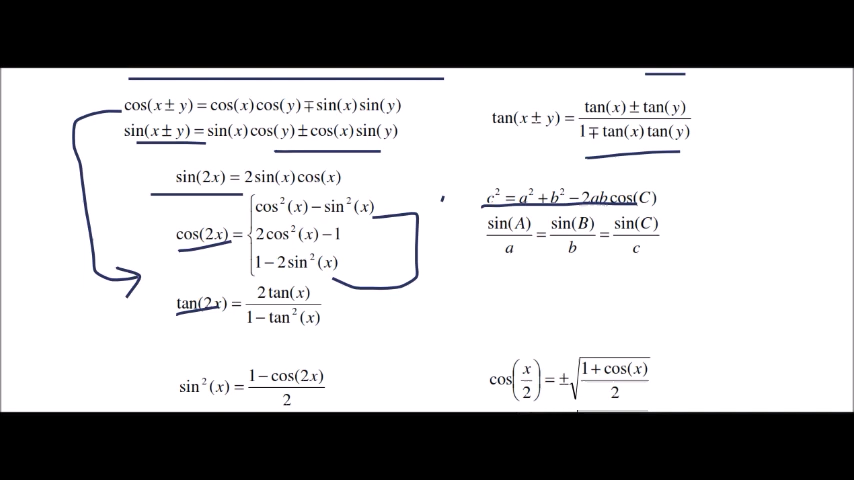 cos(x ± y) = cos(x)cos(y) ∓ sin(x)sin(y)
sin(x ± y) = sin(x)cos(y) ± cos(x)sin(y)
sin(2x) = 2sin(x)cos(x)
cos(2x) = { cos²(x) − sin²(x)
2cos²(x) − 1
1 − 2sin²(x)
tan(2x) = 2tan(x) / 1 − tan²(x)
sin²(x) = 1 − cos(2x) / 2
tan(x ± y) = tan(x) ± tan(y) / 1 ∓ tan(x)tan(y)
c² = a² + b² − 2ab cos(C)
sin(A) / a = sin(B) / b = sin(C) / c
cos(x/2) = ±√(1 + cos(x) / 2)